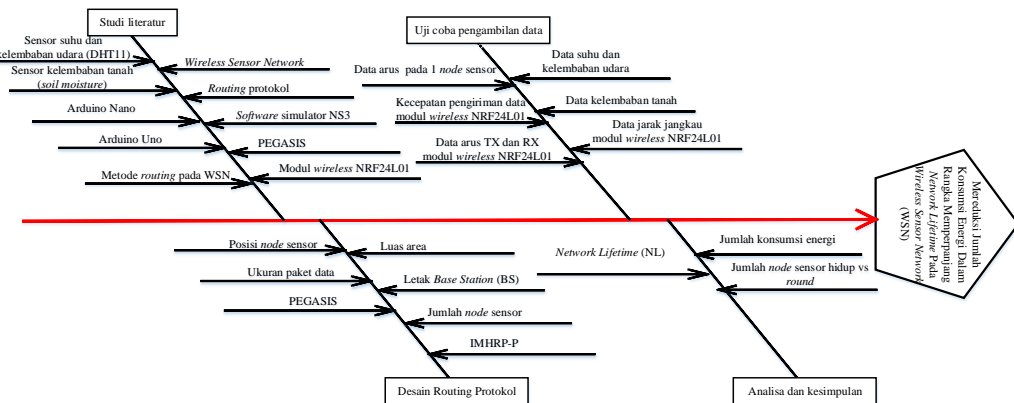 Studi literatur
Sensor suhu dan
kelembaban udara (DHT11)
Sensor kelembaban tanah
(soil moisture)
Arduino Nano
Arduino Uno
Metode routing pada WSN
Wireless Sensor Network
Routing protokol
Software simulator NS3
PEGASIS
Modul wireless NRF24L01
Uji coba pengambilan data
Data arus pada 1 node sensor
Kecepatan pengiriman data
modul wireless NRF24L01
Data arus TX dan RX
modul wireless NRF24L01
Data suhu dan
kelembaban udara
Data kelembaban tanah
Data jarak jangkau
modul wireless NRF24L01
Posisi node sensor
Ukuran paket data
PEGASIS
Luas area
Letak Base Station (BS)
Jumlah node sensor
IMHRP-P
Desain Routing Protokol
Network Lifetime (NL)
Jumlah konsumsi energi
Jumlah node sensor hidup vs
round
Analisa dan kesimpulan
Mereduksi Jumlah
Konsumsi Energi Dalam
Rangka Memperpanjang
Network Lifetime Pada
Wireless Sensor Network
(WSN)